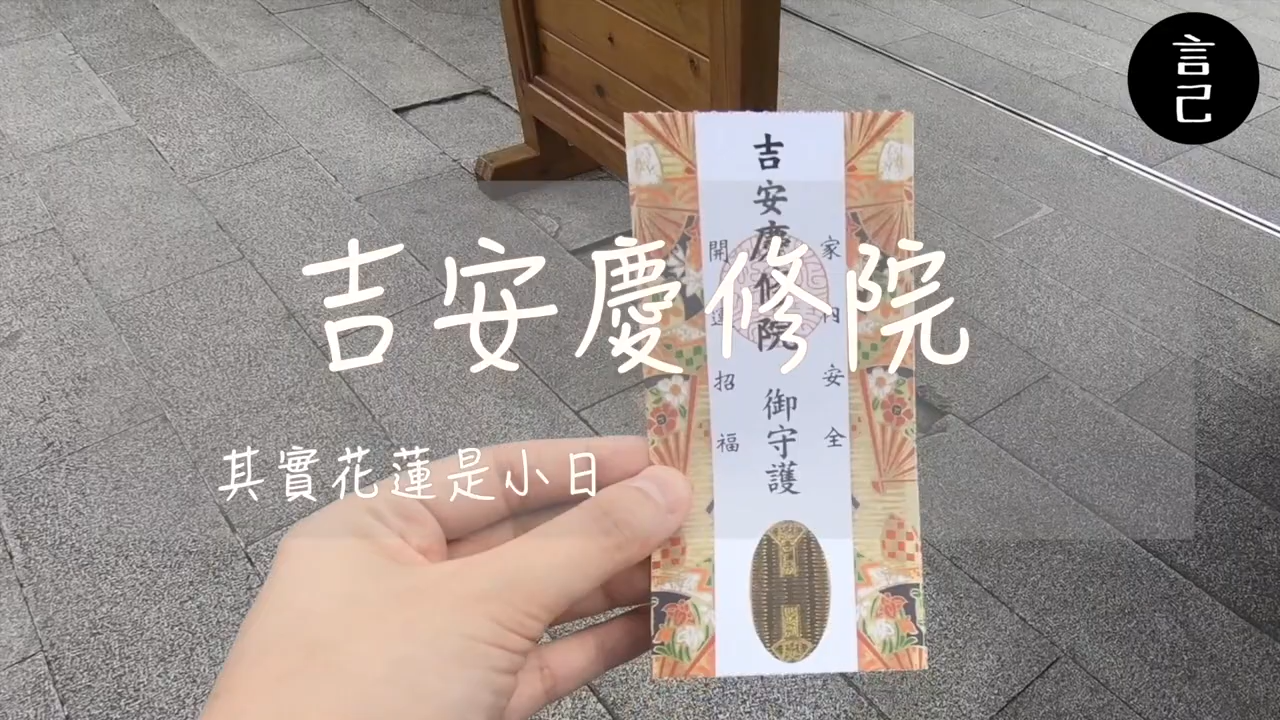 言己
吉安慶修院
其實花蓮是小日
吉安慶修院 御守護
家內安全
開運招福